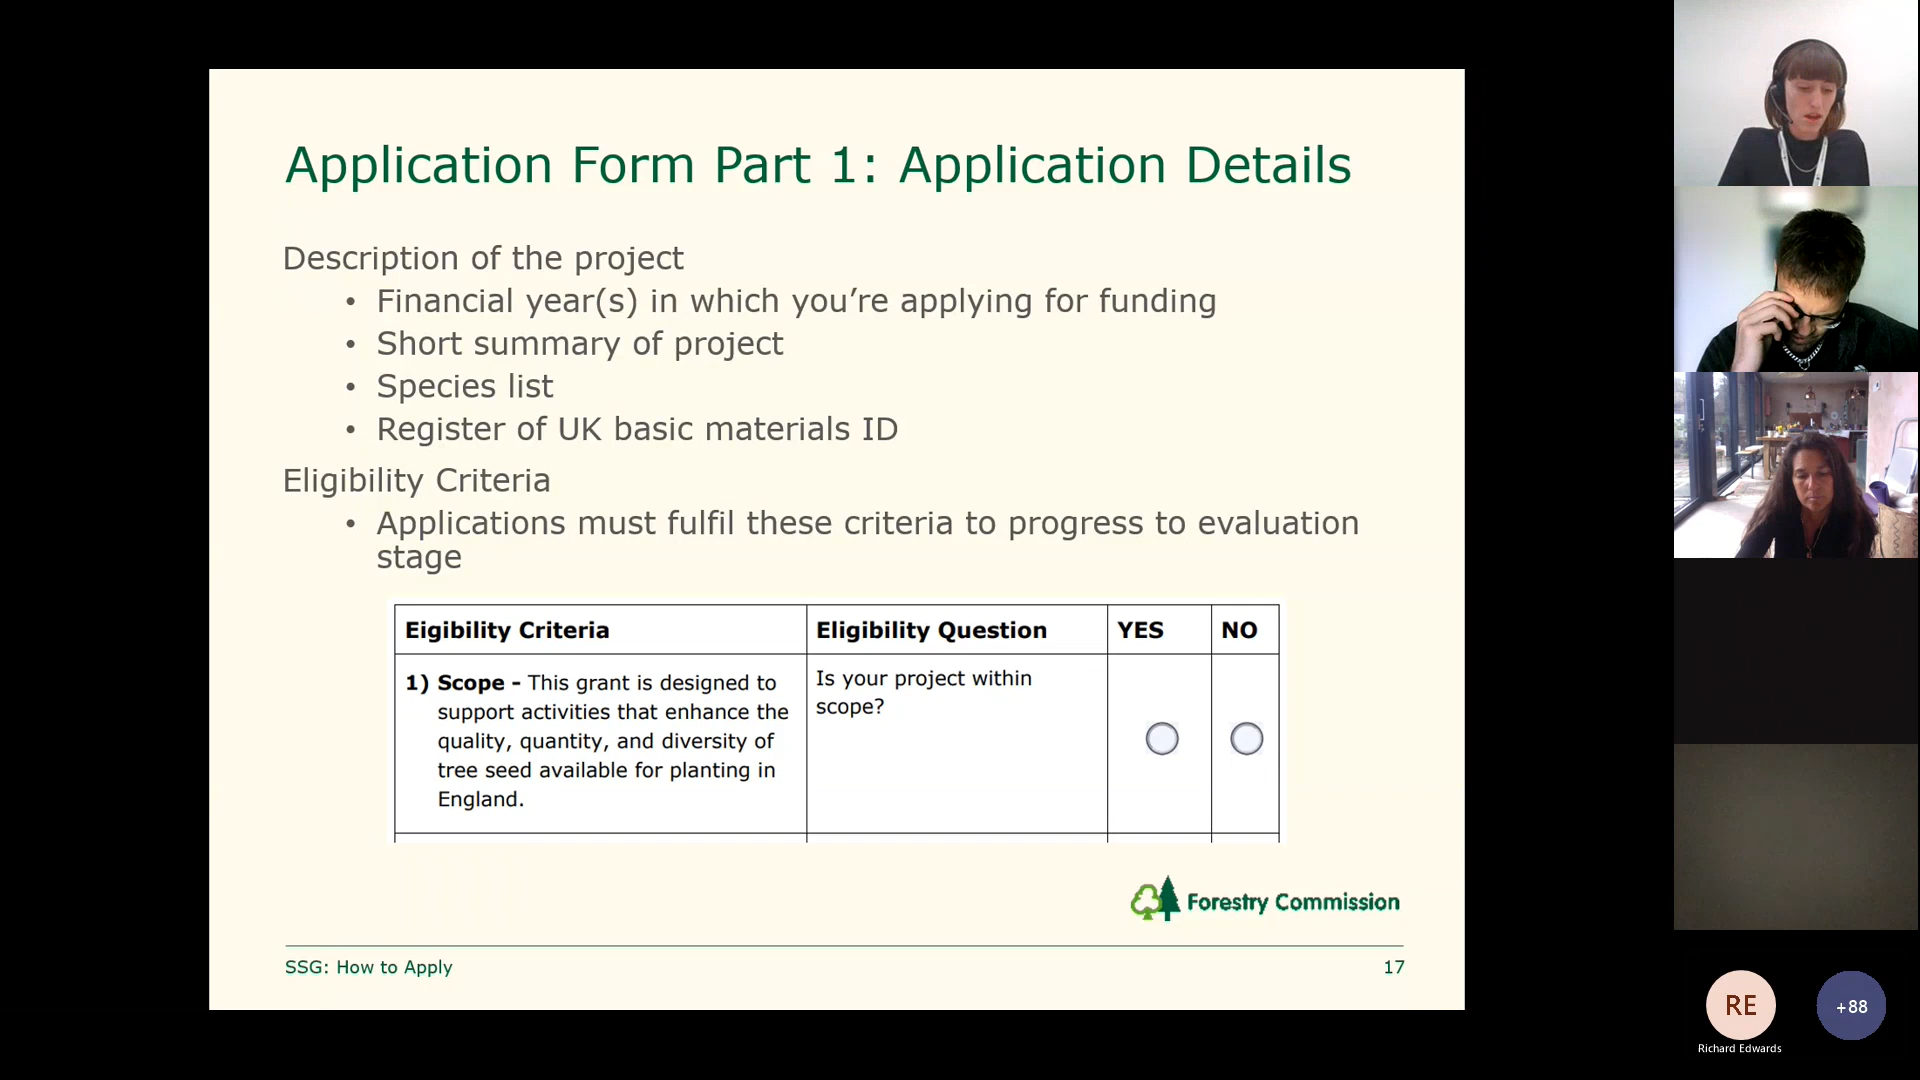 Application Form Part 1: Application Details
Description of the project
• Financial year(s) in which you’re applying for funding
• Short summary of project
• Species list
• Register of UK basic materials ID
Eligibility Criteria
• Applications must fulfil these criteria to progress to evaluation
stage
Eigibility Criteria
Eligibility Question
YES
NO
1) Scope - This grant is designed to
support activities that enhance the
quality, quantity, and diversity of
tree seed available for planting in
England.
Is your project within
scope?
Forestry Commission
SSG: How to Apply
17
RE
+88
Richard Edwards